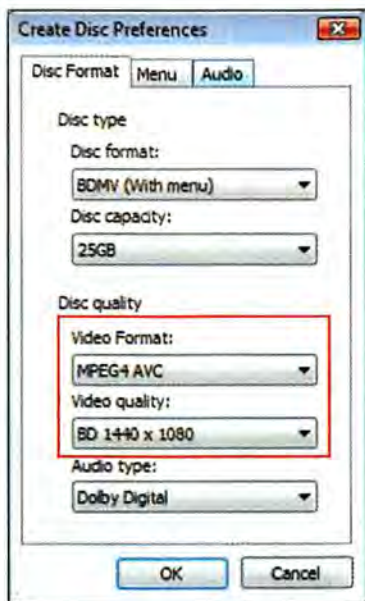 Create Disc Preferences
Disc Format Menu Audio
Disc type
Disc format:
BDMV (With menu)
Disc capacity:
25GB
Disc quality
Video Format:
MPEG4 AVC
Video quality:
BD 1440 x 1080
Audio type:
Dolby Digital
OK Cancel